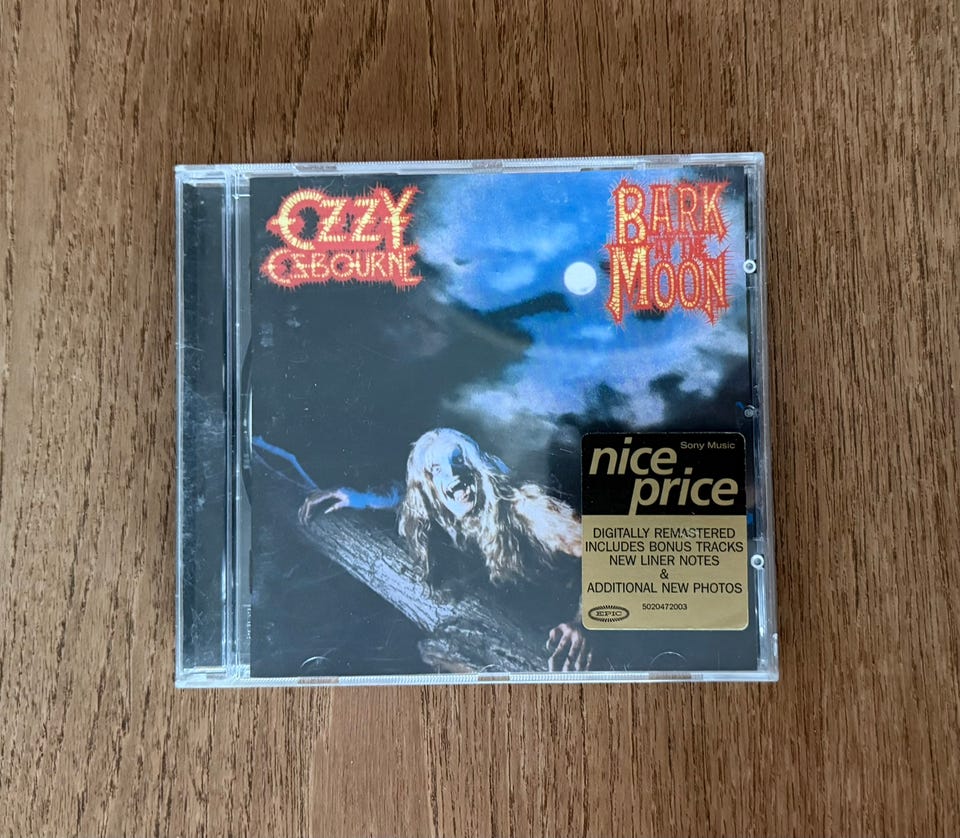 OZZY
OSBOURNE
BARK
AT THE
MOON
Sony Music
nice
price
DIGITALLY REMASTERED
INCLUDES BONUS TRACKS
NEW LINER NOTES
&
ADDITIONAL NEW PHOTOS
EPIC
5020472003